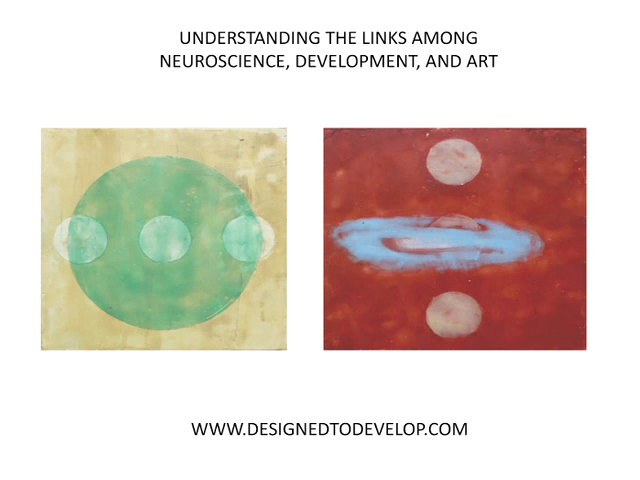 UNDERSTANDING THE LINKS AMONG
NEUROSCIENCE, DEVELOPMENT, AND ART
WWW.DESIGNEDTODEVELOP.COM